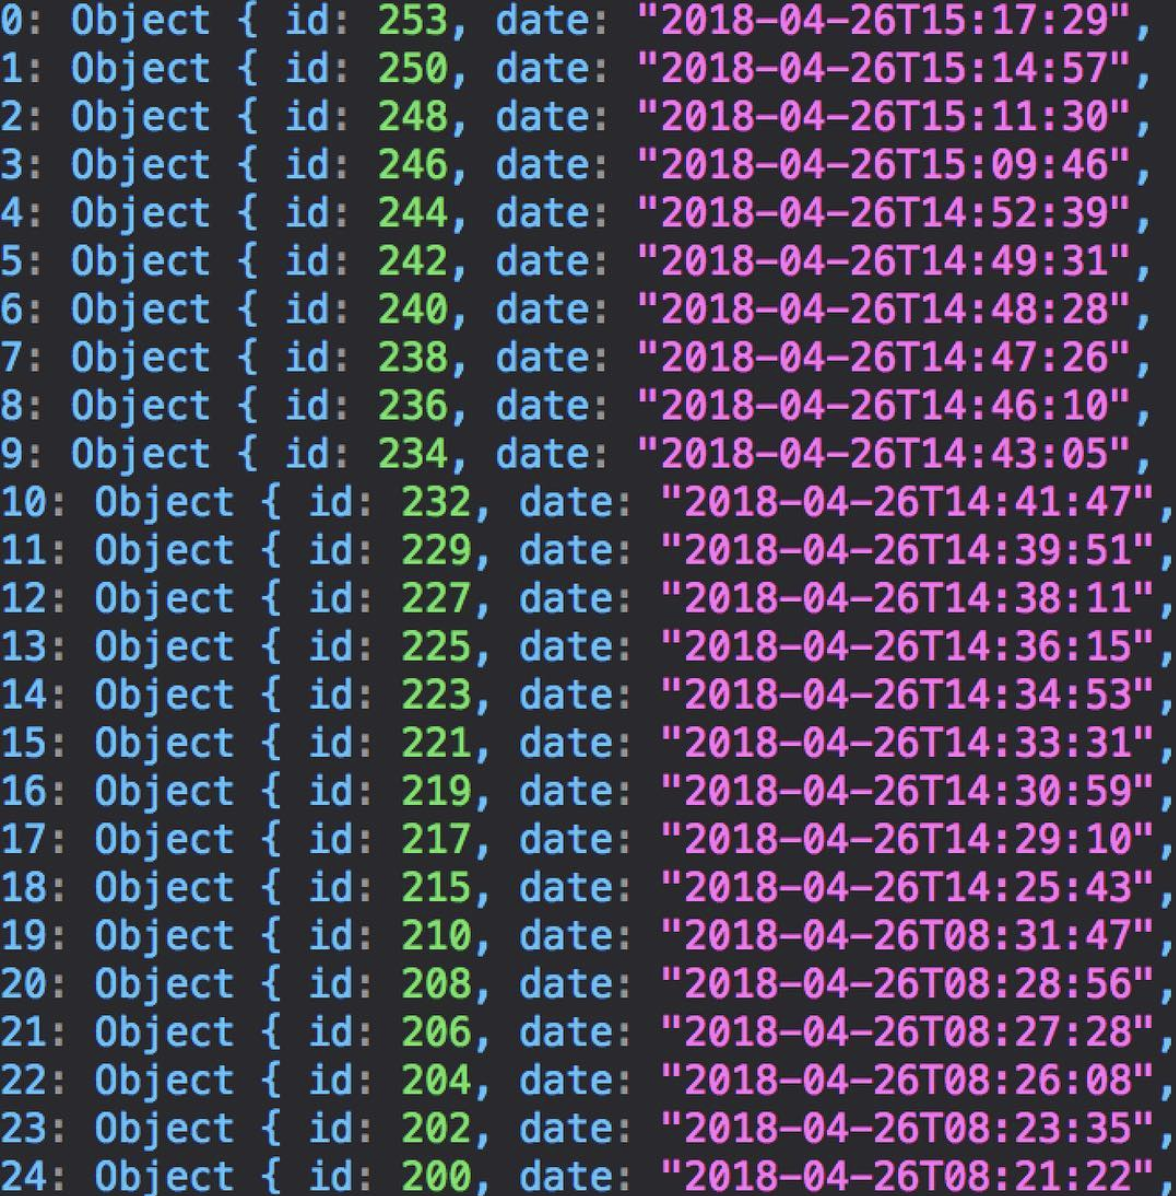 0: Object { id: 253, date: "2018-04-26T15:17:29",
1: Object { id: 250, date: "2018-04-26T15:14:57",
2: Object { id: 248, date: "2018-04-26T15:11:30",
3: Object { id: 246, date: "2018-04-26T15:09:46",
4: Object { id: 244, date: "2018-04-26T14:52:39",
5: Object { id: 242, date: "2018-04-26T14:49:31",
6: Object { id: 240, date: "2018-04-26T14:48:28",
7: Object { id: 238, date: "2018-04-26T14:47:26",
8: Object { id: 236, date: "2018-04-26T14:46:10",
9: Object { id: 234, date: "2018-04-26T14:43:05",
10: Object { id: 232, date: "2018-04-26T14:41:47",
11: Object { id: 229, date: "2018-04-26T14:39:51",
12: Object { id: 227, date: "2018-04-26T14:38:11",
13: Object { id: 225, date: "2018-04-26T14:36:15",
14: Object { id: 223, date: "2018-04-26T14:34:53",
15: Object { id: 221, date: "2018-04-26T14:33:31",
16: Object { id: 219, date: "2018-04-26T14:30:59",
17: Object { id: 217, date: "2018-04-26T14:29:10",
18: Object { id: 215, date: "2018-04-26T14:25:43",
19: Object { id: 210, date: "2018-04-26T08:31:47",
20: Object { id: 208, date: "2018-04-26T08:28:56",
21: Object { id: 206, date: "2018-04-26T08:27:28",
22: Object { id: 204, date: "2018-04-26T08:26:08",
23: Object { id: 202, date: "2018-04-26T08:23:35",
24: Object { id: 200, date: "2018-04-26T08:21:22",